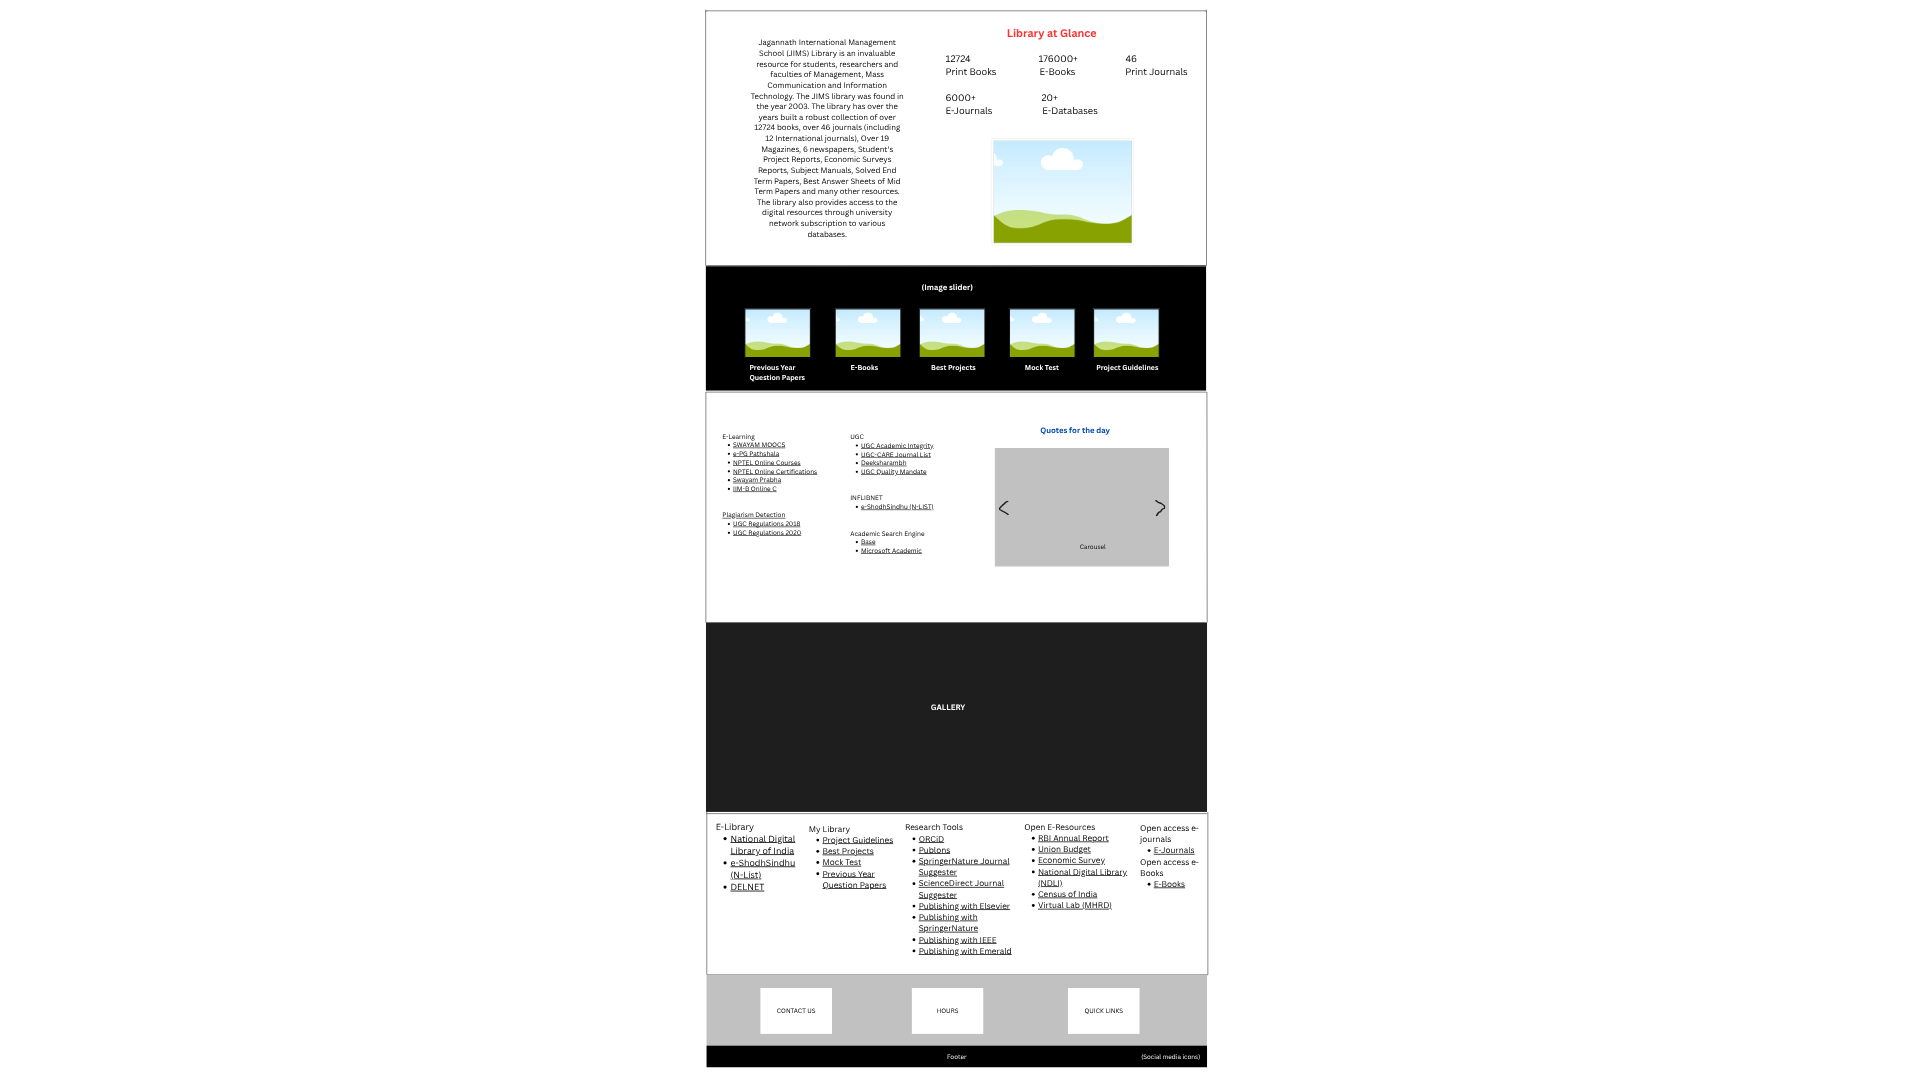 Jagannath International Management
School (JIMS) Library is an invaluable
resource for students, researchers and
faculties of Management, Mass
Communication and Information
Technology. The JIMS library was found in
the year 2003. The library has over the
years built a robust collection of over
12724 books, over 46 journals (including
12 International journals), Over 19
Magazines, 6 newspapers, Student's
Project Reports, Economic Surveys
Reports, Subject Manuals, Solved End
Term Papers, Best Answer Sheets of Mid
Term Papers and many other resources.
The library also provides access to the
digital resources through university
network subscription to various
databases.
Library at Glance
12724
Print Books
176000+
E-Books
46
Print Journals
6000+
E-Journals
20+
E-Databases
(Image slider)
Previous Year
Question Papers
E-Books
Best Projects
Mock Test
Project Guidelines
E-Learning
• SWAYAM MOOCS
• e-PG Pathshala
• NPTEL Online Courses
• NPTEL Online Certifications
• Swayam Prabha
• IIM-B Online C
Plagiarism Detection
• UGC Regulations 2018
• UGC Regulations 2020
UGC
• UGC Academic Integrity
• UGC-CARE Journal List
• Deeksharambh
• UGC Quality Mandate
INFLIBNET
• e-ShodhSindhu (N-LIST)
Academic Search Engine
• Base
• Microsoft Academic
Quotes for the day
Carousel
GALLERY
E-Library
• National Digital
Library of India
• e-ShodhSindhu
(N-List)
• DELNET
My Library
• Project Guidelines
• Best Projects
• Mock Test
• Previous Year
Question Papers
Research Tools
• ORCiD
• Publons
• SpringerNature Journal
Suggester
• ScienceDirect Journal
Suggester
• Publishing with Elsevier
• Publishing with
SpringerNature
• Publishing with IEEE
• Publishing with Emerald
Open E-Resources
• RBI Annual Report
• Union Budget
• Economic Survey
• National Digital Library
(NDLI)
• Census of India
• Virtual Lab (MHRD)
Open access e-
journals
• E-Journals
Open access e-
Books
• E-Books
CONTACT US
HOURS
QUICK LINKS
Footer
(Social media icons)